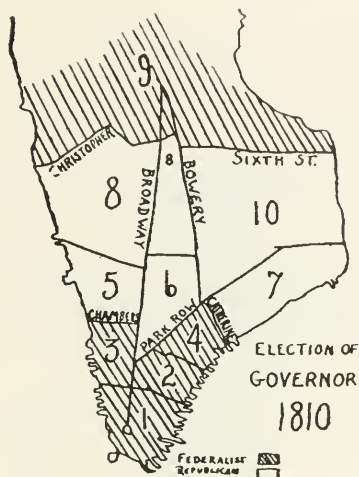 9
CHRISTOPHER
8
BROADWAY
8
BOWERY
SIXTH ST.
10
5
6
7
CHAMBERS
PARK ROW
CATHERINE
3
4
2
1
ELECTION OF
GOVERNOR
1810
FEDERALIST
REPUBLICAN